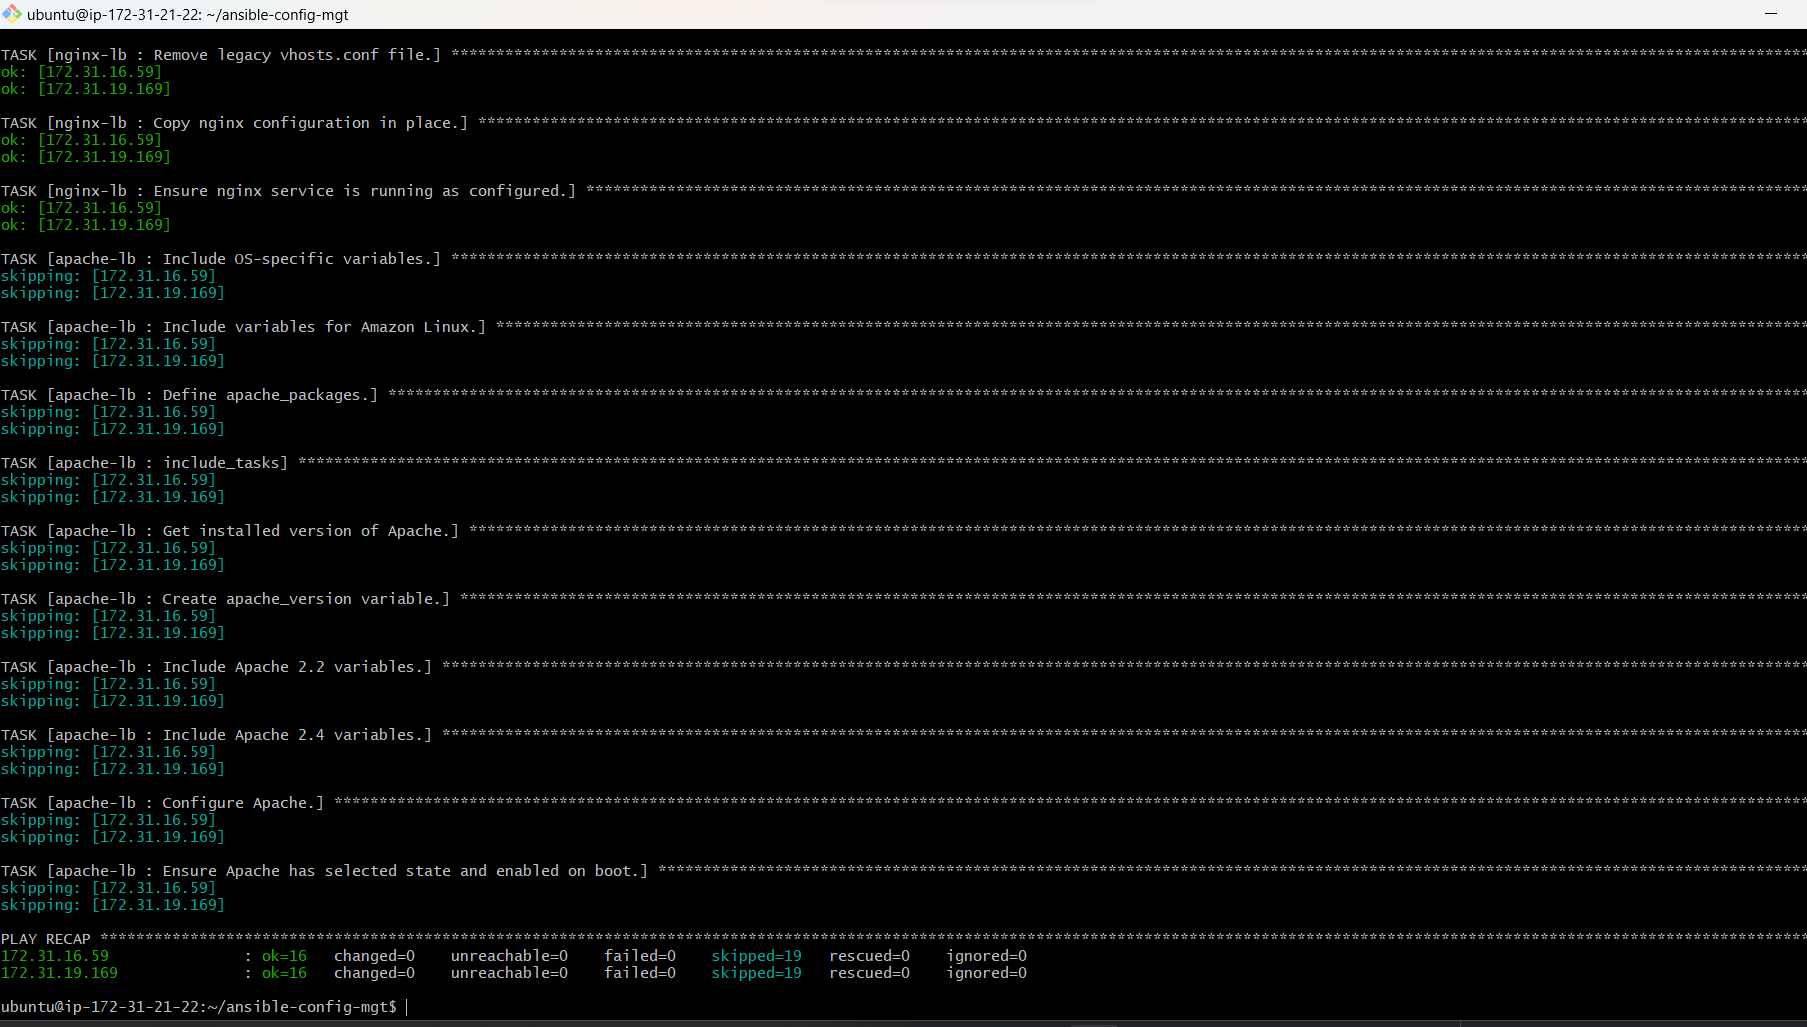 ubuntu@ip-172-31-21-22: ~/ansible-config-mgt
TASK [nginx-lb : Remove legacy vhosts.conf file.] ******************************************************************************************************************************************************
ok: [172.31.16.59]
ok: [172.31.19.169]
TASK [nginx-lb : Copy nginx configuration in place.] ***************************************************************************************************************************************************
ok: [172.31.16.59]
ok: [172.31.19.169]
TASK [nginx-lb : Ensure nginx service is running as configured.] ***************************************************************************************************************************************
ok: [172.31.16.59]
ok: [172.31.19.169]
TASK [apache-lb : Include OS-specific variables.] ******************************************************************************************************************************************************
skipping: [172.31.16.59]
skipping: [172.31.19.169]
TASK [apache-lb : Include variables for Amazon Linux.] *************************************************************************************************************************************************
skipping: [172.31.16.59]
skipping: [172.31.19.169]
TASK [apache-lb : Define apache_packages.] *************************************************************************************************************************************************************
skipping: [172.31.16.59]
skipping: [172.31.19.169]
TASK [apache-lb : include_tasks] ***********************************************************************************************************************************************************************
skipping: [172.31.16.59]
skipping: [172.31.19.169]
TASK [apache-lb : Get installed version of Apache.] ****************************************************************************************************************************************************
skipping: [172.31.16.59]
skipping: [172.31.19.169]
TASK [apache-lb : Create apache_version variable.] *****************************************************************************************************************************************************
skipping: [172.31.16.59]
skipping: [172.31.19.169]
TASK [apache-lb : Include Apache 2.2 variables.] *******************************************************************************************************************************************************
skipping: [172.31.16.59]
skipping: [172.31.19.169]
TASK [apache-lb : Include Apache 2.4 variables.] *******************************************************************************************************************************************************
skipping: [172.31.16.59]
skipping: [172.31.19.169]
TASK [apache-lb : Configure Apache.] *******************************************************************************************************************************************************************
skipping: [172.31.16.59]
skipping: [172.31.19.169]
TASK [apache-lb : Ensure Apache has selected state and enabled on boot.] *******************************************************************************************************************************
skipping: [172.31.16.59]
skipping: [172.31.19.169]
PLAY RECAP *********************************************************************************************************************************************************************************************
172.31.16.59               : ok=16   changed=0    unreachable=0    failed=0    skipped=19   rescued=0    ignored=0
172.31.19.169              : ok=16   changed=0    unreachable=0    failed=0    skipped=19   rescued=0    ignored=0
ubuntu@ip-172-31-21-22:~/ansible-config-mgt$